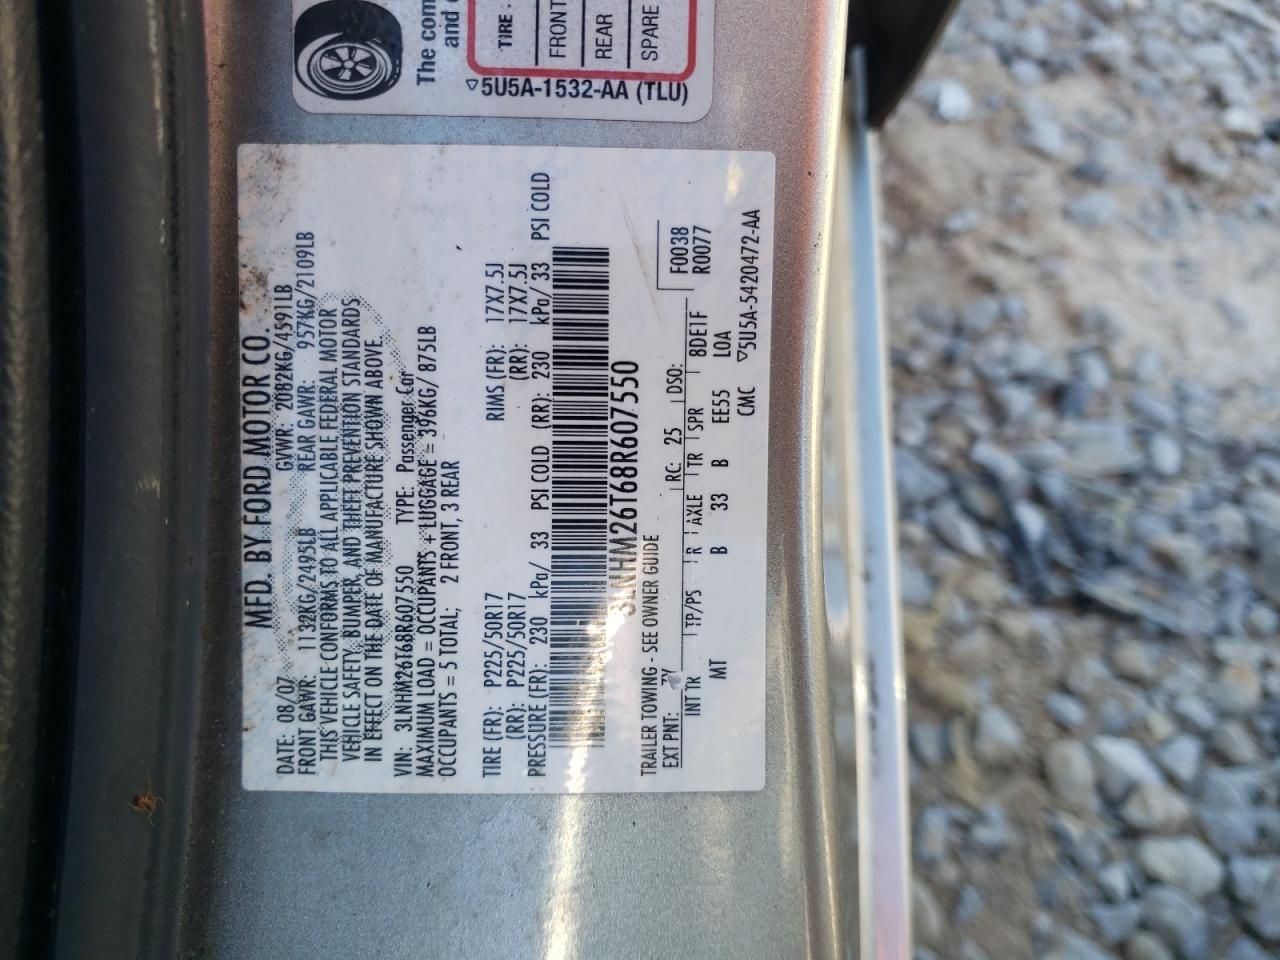 The com
and c
TIRE
FRONT
REAR
SPARE
5U5A-1532-AA (TLU)
MFD. BY FORD MOTOR CO.
DATE: 08/07 GVWR: 2082KG/4591LB
FRONT GAWR: 1132KG/2495LB REAR GAWR: 957KG/2109LB
THIS VEHICLE CONFORMS TO ALL APPLICABLE FEDERAL MOTOR
VEHICLE SAFETY, BUMPER, AND THEFT PREVENTION STANDARDS
IN EFFECT ON THE DATE OF MANUFACTURE SHOWN ABOVE.
VIN: 3LNHM26T68R607550 TYPE: Passenger Car
MAXIMUM LOAD = OCCUPANTS + LUGGAGE = 396KG/ 875LB
OCCUPANTS = 5 TOTAL; 2 FRONT, 3 REAR
TIRE (FR): P225/50R17 RIMS (FR): 17X7.5J
(RR): P225/50R17 (RR): 17X7.5J
PRESSURE (FR): 230 kPa/ 33 PSI COLD (RR): 230 kPa/ 33 PSI COLD
3LNHM26T68R607550
TRAILER TOWING - SEE OWNER GUIDE F0038
EXT PNT: RC: 25 DSO: R0077
INT TR TP/PS R AXLE TR SPR 8DE1F
MT B 33 B EE55 LOA
CMC ▽5U5A-5420472-AA